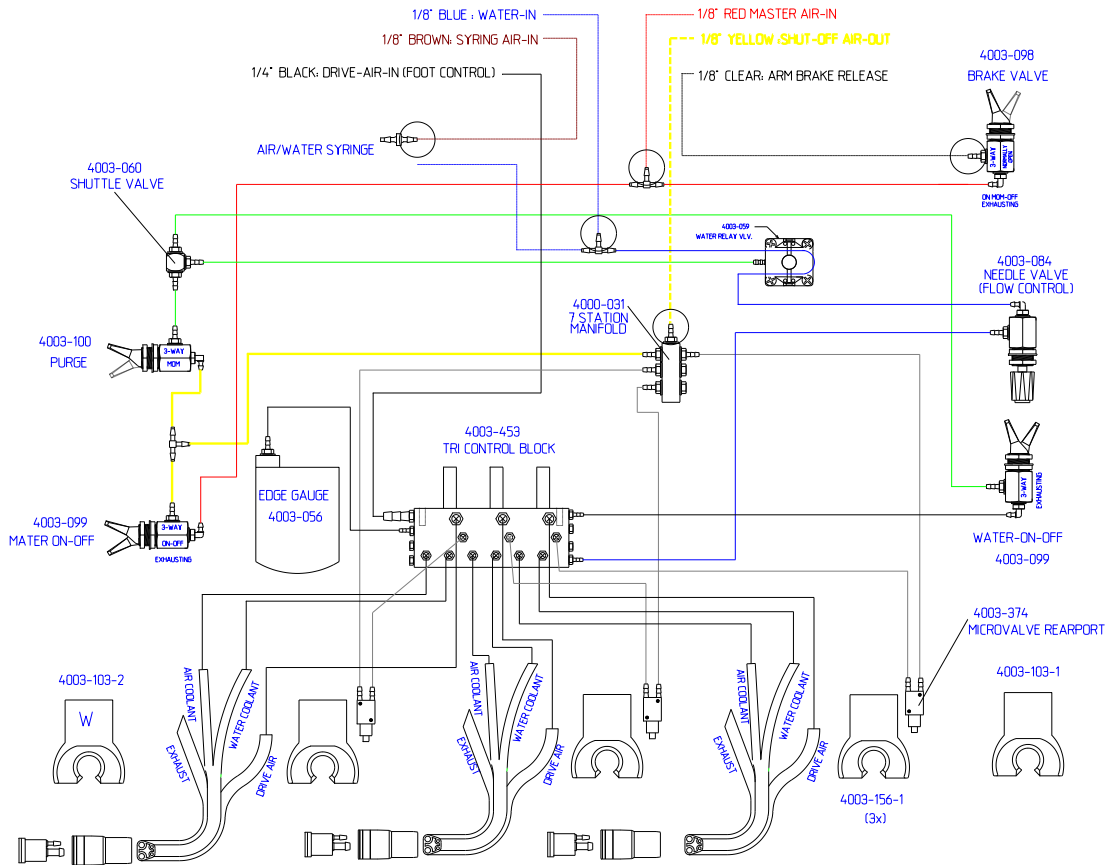 1/8" BLUE : WATER-IN
1/8" RED MASTER AIR-IN
1/8" BROWN: SYRING AIR-IN
1/8" YELLOW :SHUT-OFF AIR-OUT
1/4" BLACK: DRIVE-AIR-IN (FOOT CONTROL)
1/8" CLEAR: ARM BRAKE RELEASE
4003-098
BRAKE VALVE
3-WAY
NORMALLY
OPEN
ON MOM-OFF
EXHAUSTING
AIR/WATER SYRINGE
4003-060
SHUTTLE VALVE
4003-059
WATER RELAY VLV.
4003-084
NEEDLE VALVE
(FLOW CONTROL)
4000-031
7 STATION
MANIFOLD
4003-100
PURGE
3-WAY
MOM
4003-453
TRI CONTROL BLOCK
EDGE GAUGE
4003-056
4003-099
MATER ON-OFF
3-WAY
ON-OFF
EXHAUSTING
3-WAY
EXHAUSTING
WATER-ON-OFF
4003-099
4003-374
MICROVALVE REARPORT
4003-103-2
W
4003-103-1
AIR COOLANT
WATER COOLANT
EXHAUST
DRIVE AIR
AIR COOLANT
WATER COOLANT
EXHAUST
DRIVE AIR
AIR COOLANT
WATER COOLANT
EXHAUST
DRIVE AIR
4003-156-1
(3x)